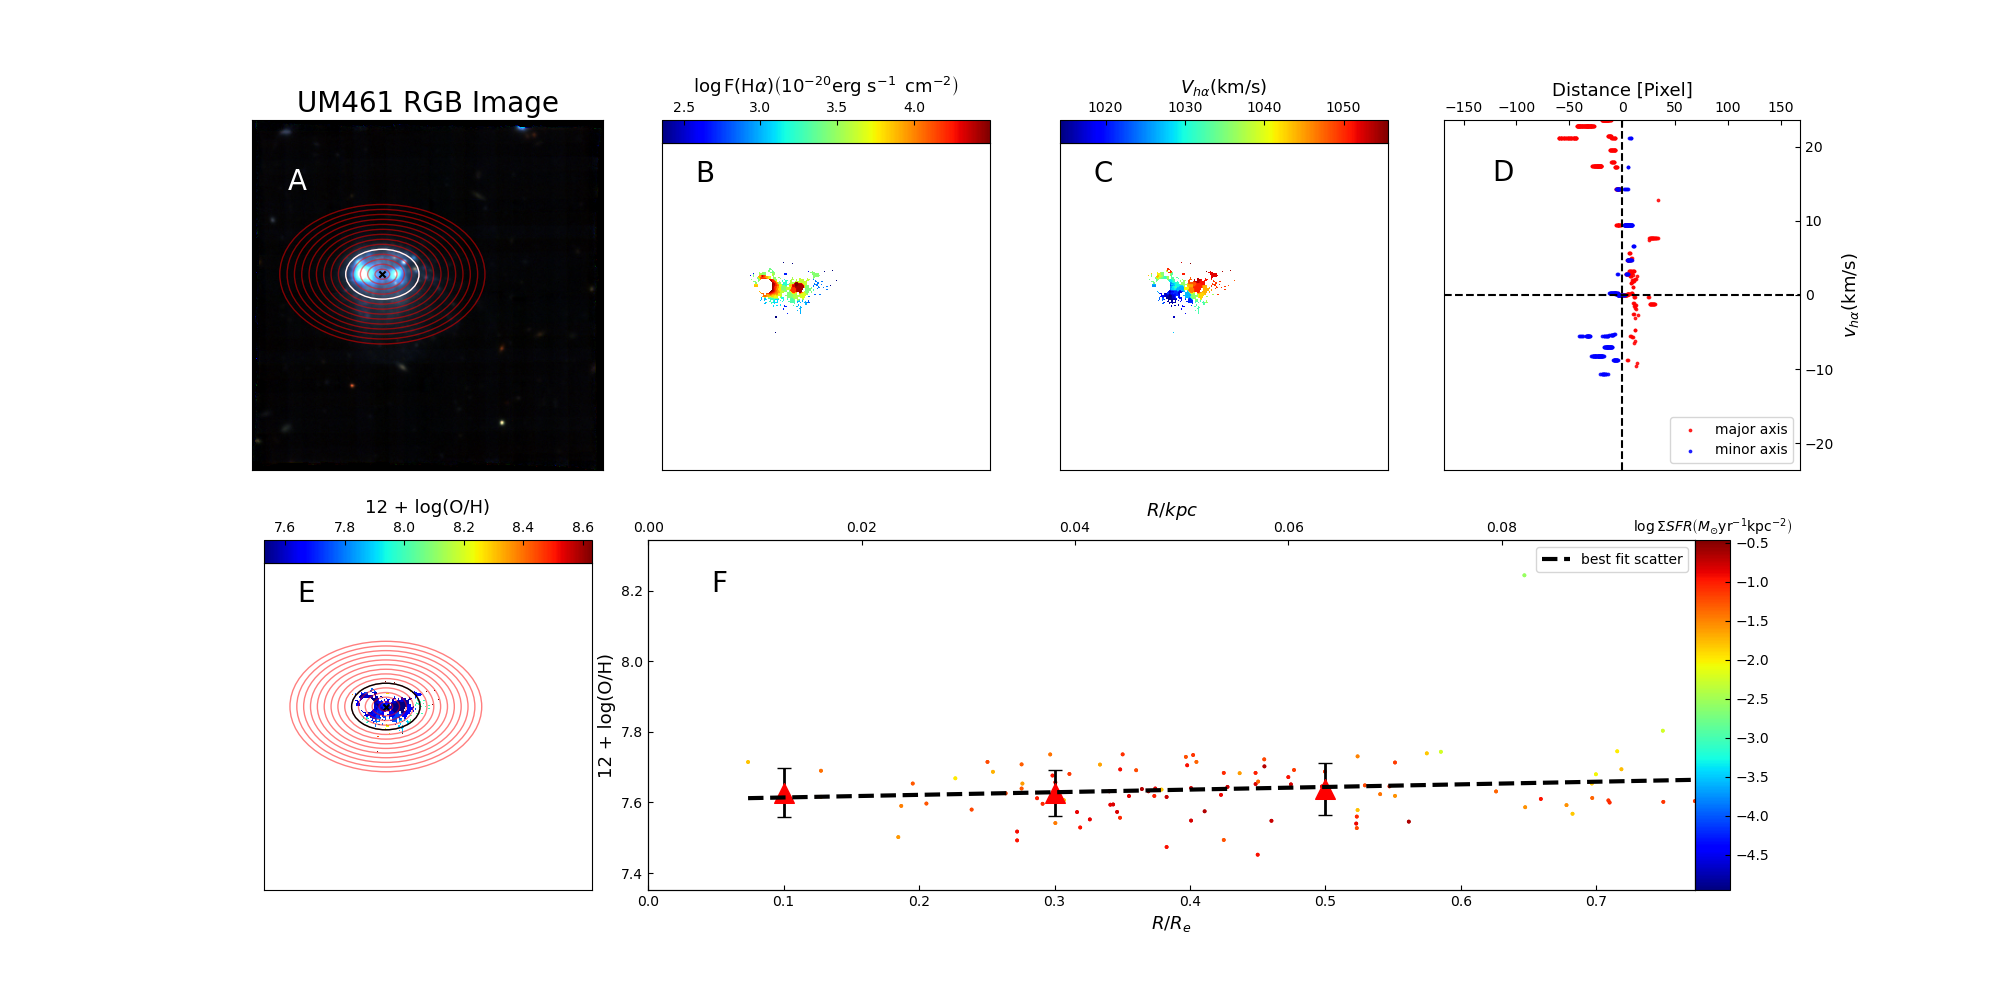 UM461 RGB Image
A
log F(Hα)(10⁻²⁰erg s⁻¹ cm⁻²)
2.5 3.0 3.5 4.0
B
V_{hα}(km/s)
1020 1030 1040 1050
C
Distance [Pixel]
−150 −100 −50 0 50 100 150
D
20
10
0
−10
−20
v_{hα}(km/s)
major axis
minor axis
12 + log(O/H)
7.6 7.8 8.0 8.2 8.4 8.6
E
R/kpc
0.00 0.02 0.04 0.06 0.08
log ΣSFR(M_⊙yr⁻¹kpc⁻²)
F
best fit scatter
12 + log(O/H)
8.2
8.0
7.8
7.6
7.4
0.0 0.1 0.2 0.3 0.4 0.5 0.6 0.7
R/R_e
−0.5
−1.0
−1.5
−2.0
−2.5
−3.0
−3.5
−4.0
−4.5